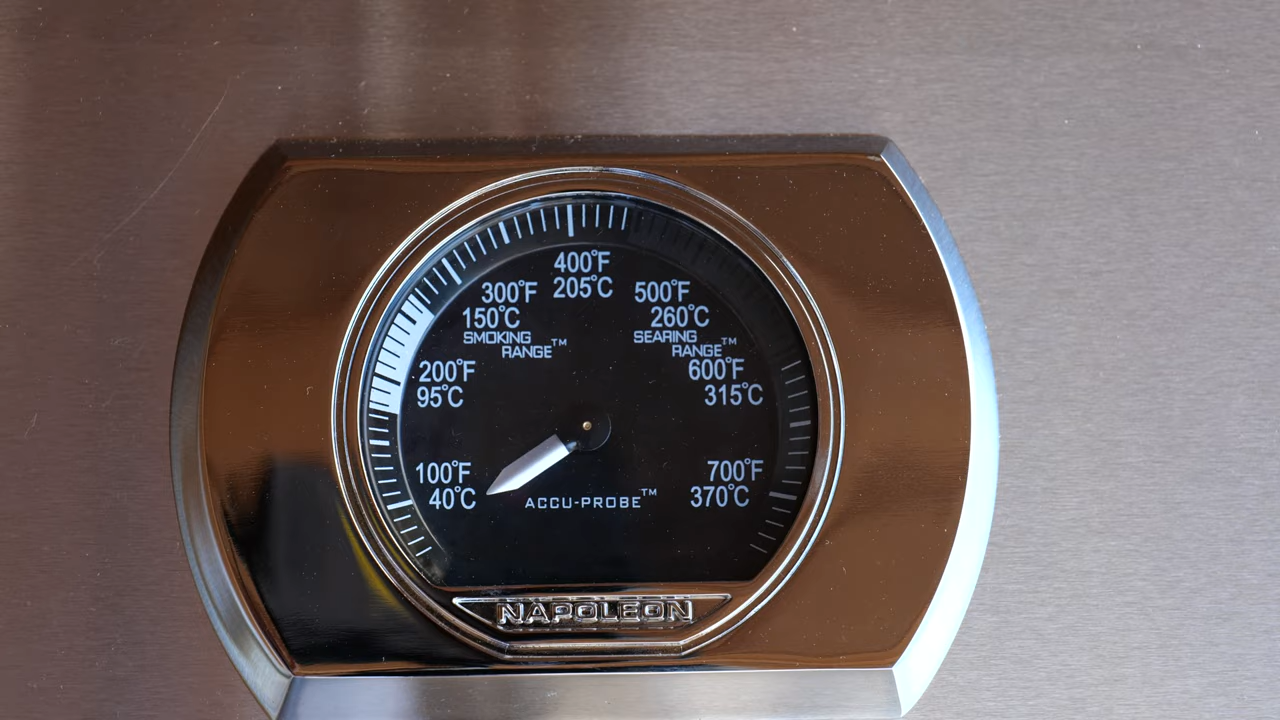 400°F
205°C
300°F
150°C
SMOKING
RANGE™
500°F
260°C
SEARING
RANGE™
200°F
95°C
600°F
315°C
100°F
40°C
700°F
370°C
ACCU-PROBE™
NAPOLEON